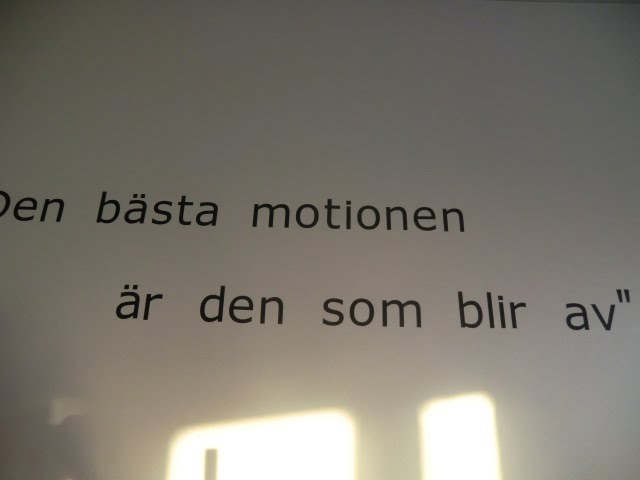 Den bästa motionen
är den som blir av"